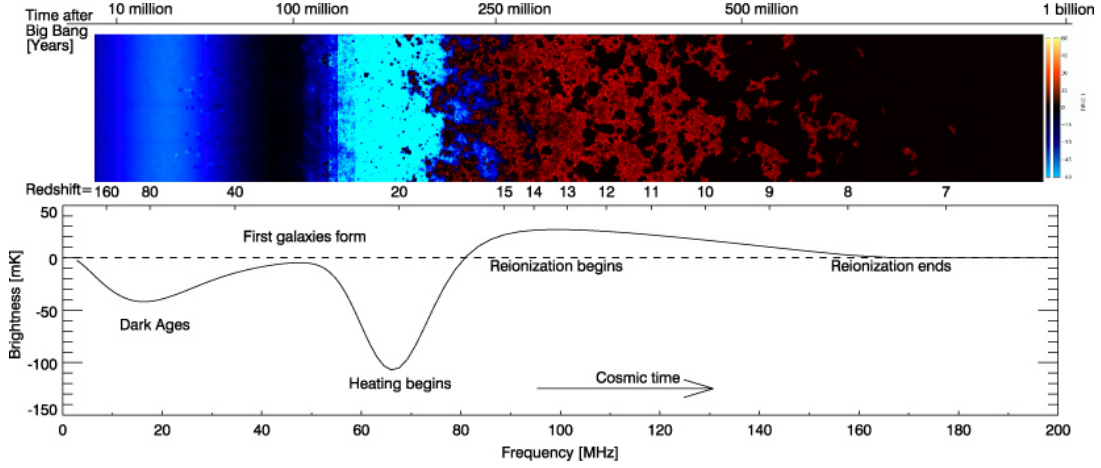 Time after Big Bang [Years]
10 million 100 million 250 million 500 million 1 billion
Redshift= 160 80 40 20 15 14 13 12 11 10 9 8 7
50
0
-50
-100
-150
Brightness [mK]
First galaxies form
Reionization begins
Reionization ends
Dark Ages
Heating begins
Cosmic time
0 20 40 60 80 100 120 140 160 180 200
Frequency [MHz]